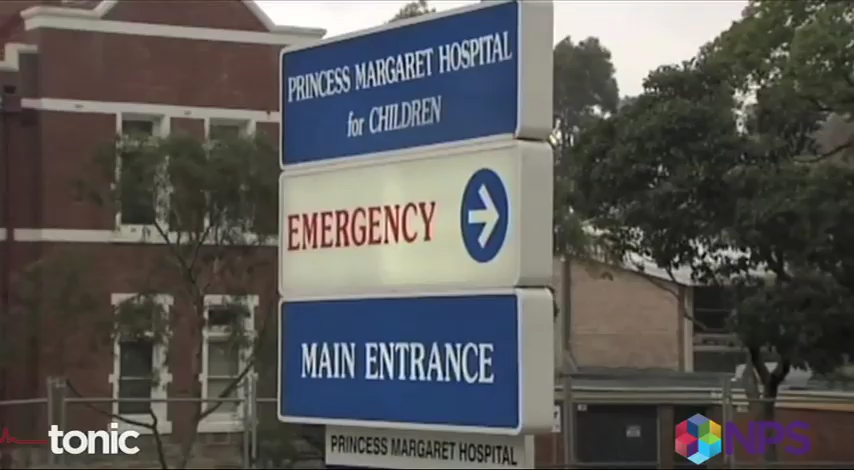 PRINCESS MARGARET HOSPITAL
for CHILDREN
EMERGENCY
MAIN ENTRANCE
PRINCESS MARGARET HOSPITAL
tonic
NPS